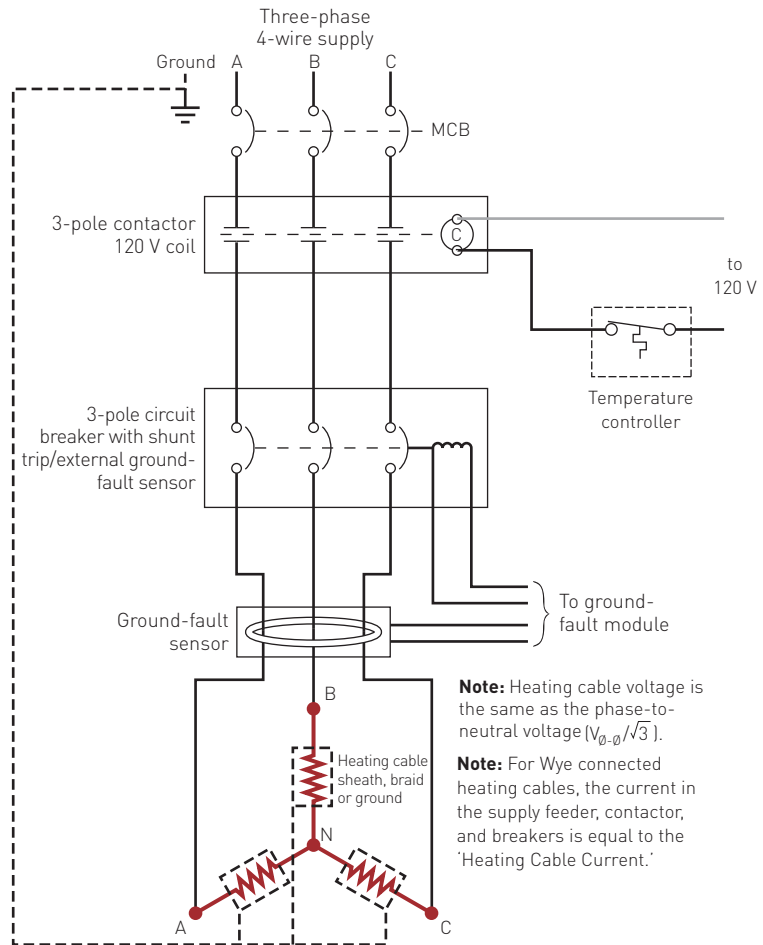 Three-phase
4-wire supply
Ground
A
B
C
MCB
3-pole contactor
120 V coil
C
to
120 V
Temperature
controller
3-pole circuit
breaker with shunt
trip/external ground-
fault sensor
Ground-fault
sensor
To ground-
fault module
B
Note: Heating cable voltage is
the same as the phase-to-
neutral voltage (VØ-Ø/√3 ).
Note: For Wye connected
heating cables, the current in
the supply feeder, contactor,
and breakers is equal to the
‘Heating Cable Current.’
Heating cable
sheath, braid
or ground
N
A
C